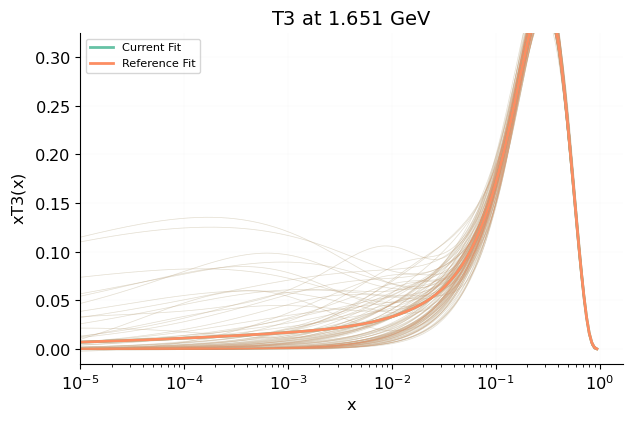 T3 at 1.651 GeV
Current Fit
Reference Fit
xT3(x)
0.30
0.25
0.20
0.15
0.10
0.05
0.00
10⁻⁵
10⁻⁴
10⁻³
10⁻²
10⁻¹
10⁰
x